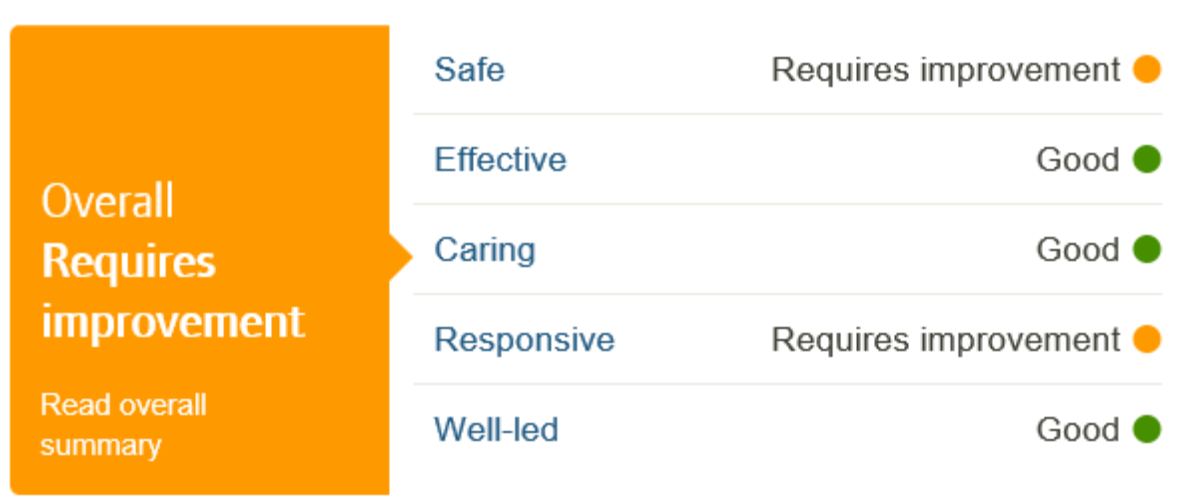 Overall
Requires
improvement
Read overall
summary
Safe Requires improvement
Effective Good
Caring Good
Responsive Requires improvement
Well-led Good